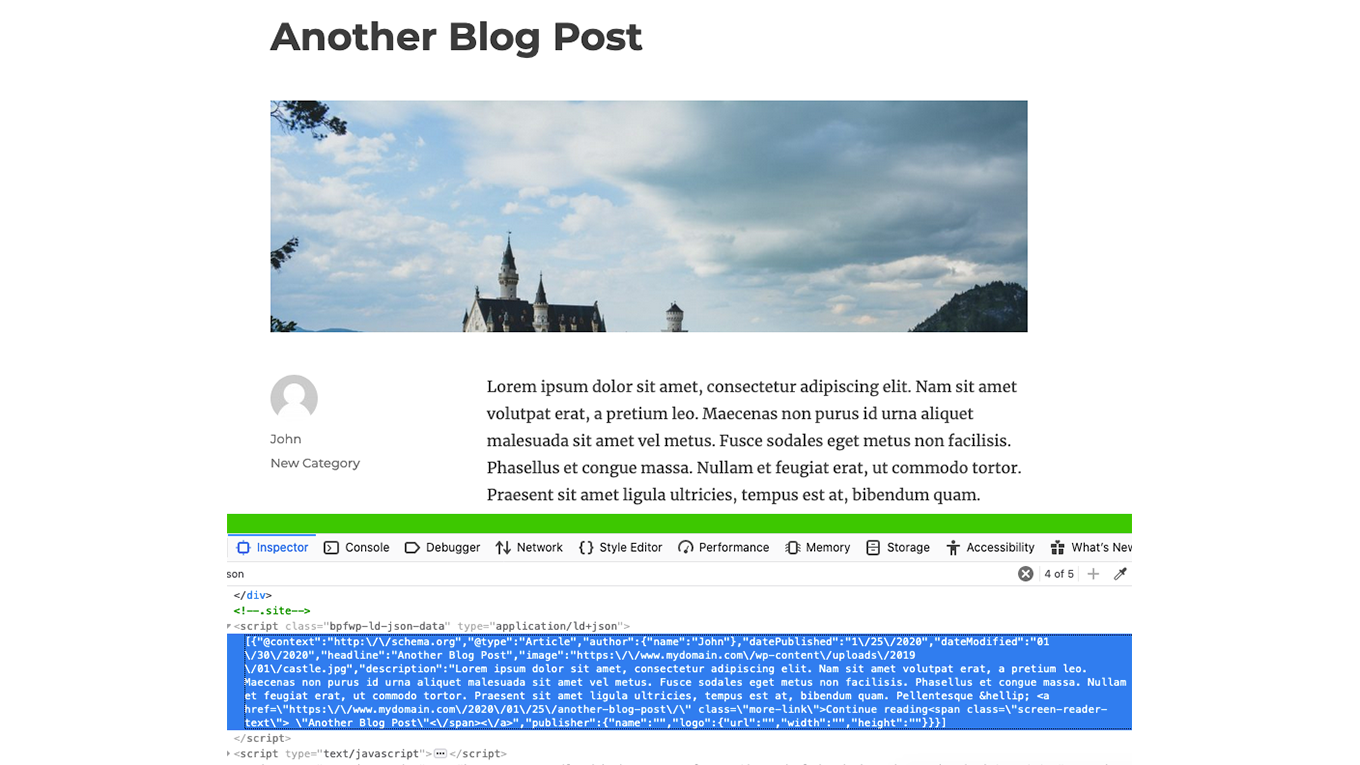 Another Blog Post
John
New Category
Lorem ipsum dolor sit amet, consectetur adipiscing elit. Nam sit amet
volutpat erat, a pretium leo. Maecenas non purus id urna aliquet
malesuada sit amet vel metus. Fusce sodales eget metus non facilisis.
Phasellus et congue massa. Nullam et feugiat erat, ut commodo tortor.
Praesent sit amet ligula ultricies, tempus est at, bibendum quam.
Inspector Console Debugger Network Style Editor Performance Memory Storage Accessibility What's New
son 4 of 5
</div>
<!--.site-->
<script class="bpfwp-ld-json-data" type="application/ld+json">
[{"@context":"http:\/\/schema.org","@type":"Article","author":{"name":"John"},"datePublished":"1\/25\/2020","dateModified":"01
\/30\/2020","headline":"Another Blog Post","image":"https:\/\/www.mydomain.com\/wp-content\/uploads\/2019
\/01\/castle.jpg","description":"Lorem ipsum dolor sit amet, consectetur adipiscing elit. Nam sit amet volutpat erat, a pretium leo.
Maecenas non purus id urna aliquet malesuada sit amet vel metus. Fusce sodales eget metus non facilisis. Phasellus et congue massa. Nullam
et feugiat erat, ut commodo tortor. Praesent sit amet ligula ultricies, tempus est at, bibendum quam. Pellentesque &hellip; <a
href=\"https:\/\/www.mydomain.com\/2020\/01\/25\/another-blog-post\/\" class=\"more-link\">Continue reading<span class=\"screen-reader-
text\"> \"Another Blog Post\"<\/span><\/a>","publisher":{"name":"","logo":{"url":"","width":"","height":""}}}]
</script>
<script type="text/javascript">⋯</script>